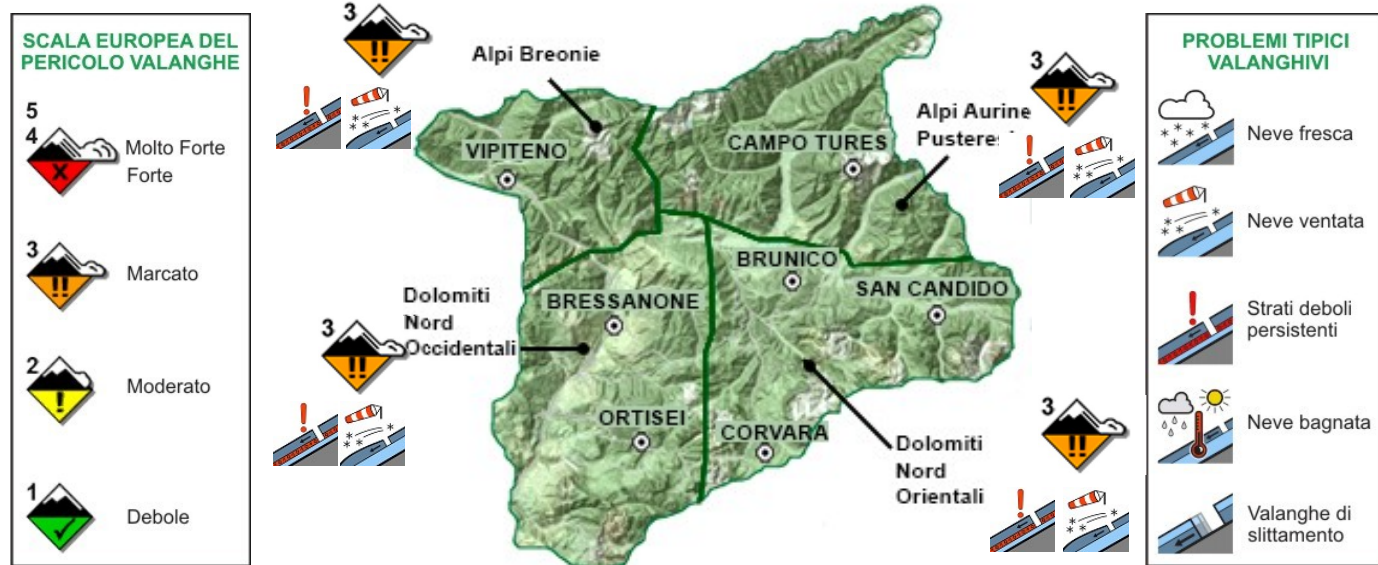 SCALA EUROPEA DEL
PERICOLO VALANGHE
5
4
Molto Forte
Forte
3
Marcato
2
Moderato
1
Debole
3
Alpi Breonie
VIPITENO
CAMPO TURES
3
Alpi Aurine
BRUNICO
SAN CANDIDO
Dolomiti
Nord
Occidentali
3
BRESSANONE
ORTISEI
CORVARA
Dolomiti
Nord
Orientali
3
PROBLEMI TIPICI
VALANGHIVI
Neve fresca
Neve ventata
Strati deboli
persistenti
Neve bagnata
Valanghe di
slittamento